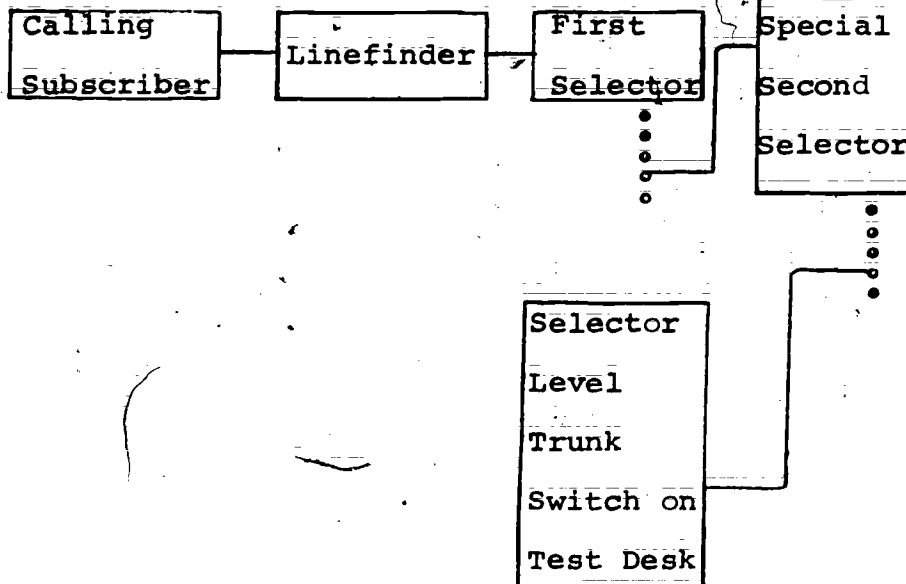 Calling
Subscriber
Linefinder
First
Selector
Special
Second
Selector
Selector
Level
Trunk
Switch on
Test Desk